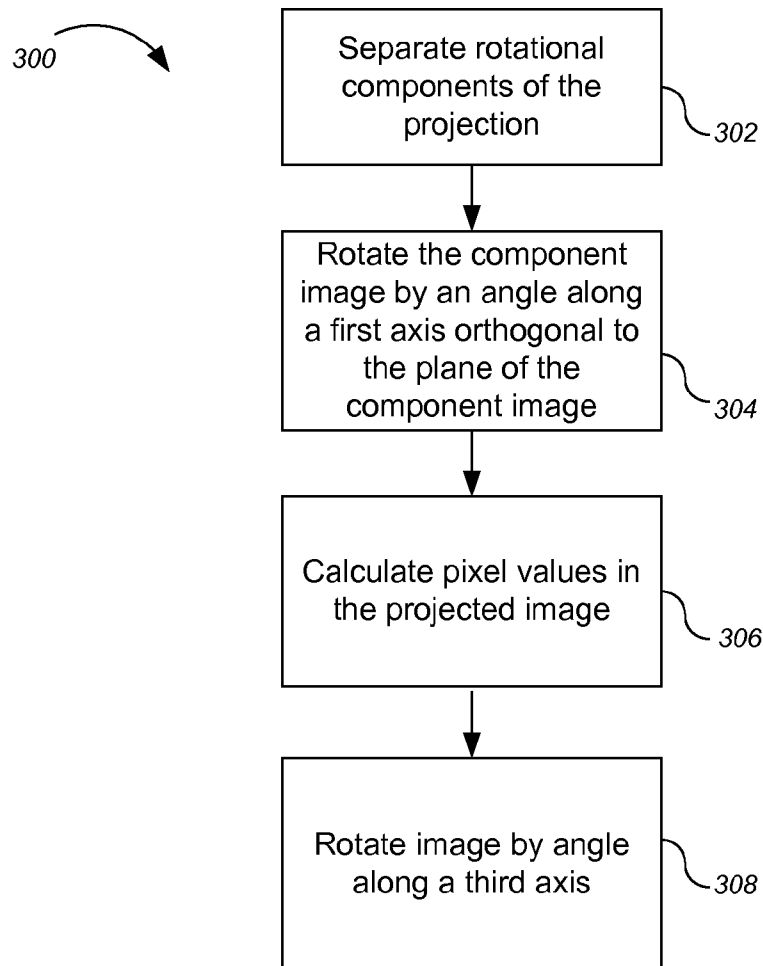 300
Separate rotational
components of the
projection
302
Rotate the component
image by an angle along
a first axis orthogonal to
the plane of the
component image
304
Calculate pixel values in
the projected image
306
Rotate image by angle
along a third axis
308